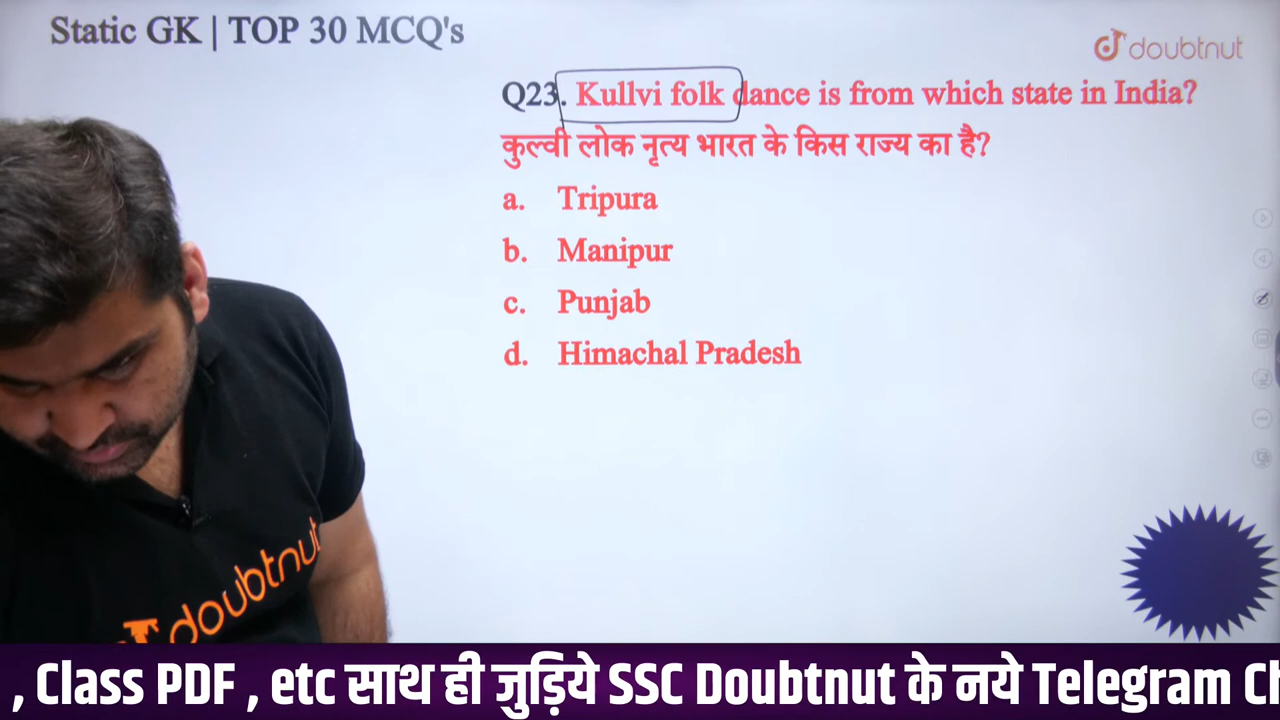 Static GK | TOP 30 MCQ's
doubtnut
Q23. Kullvi folk dance is from which state in India?
कुल्वी लोक नृत्य भारत के किस राज्य का है?
a. Tripura
b. Manipur
c. Punjab
d. Himachal Pradesh
doubtnut
, Class PDF , etc साथ ही जुड़िये SSC Doubtnut के नये Telegram Ch